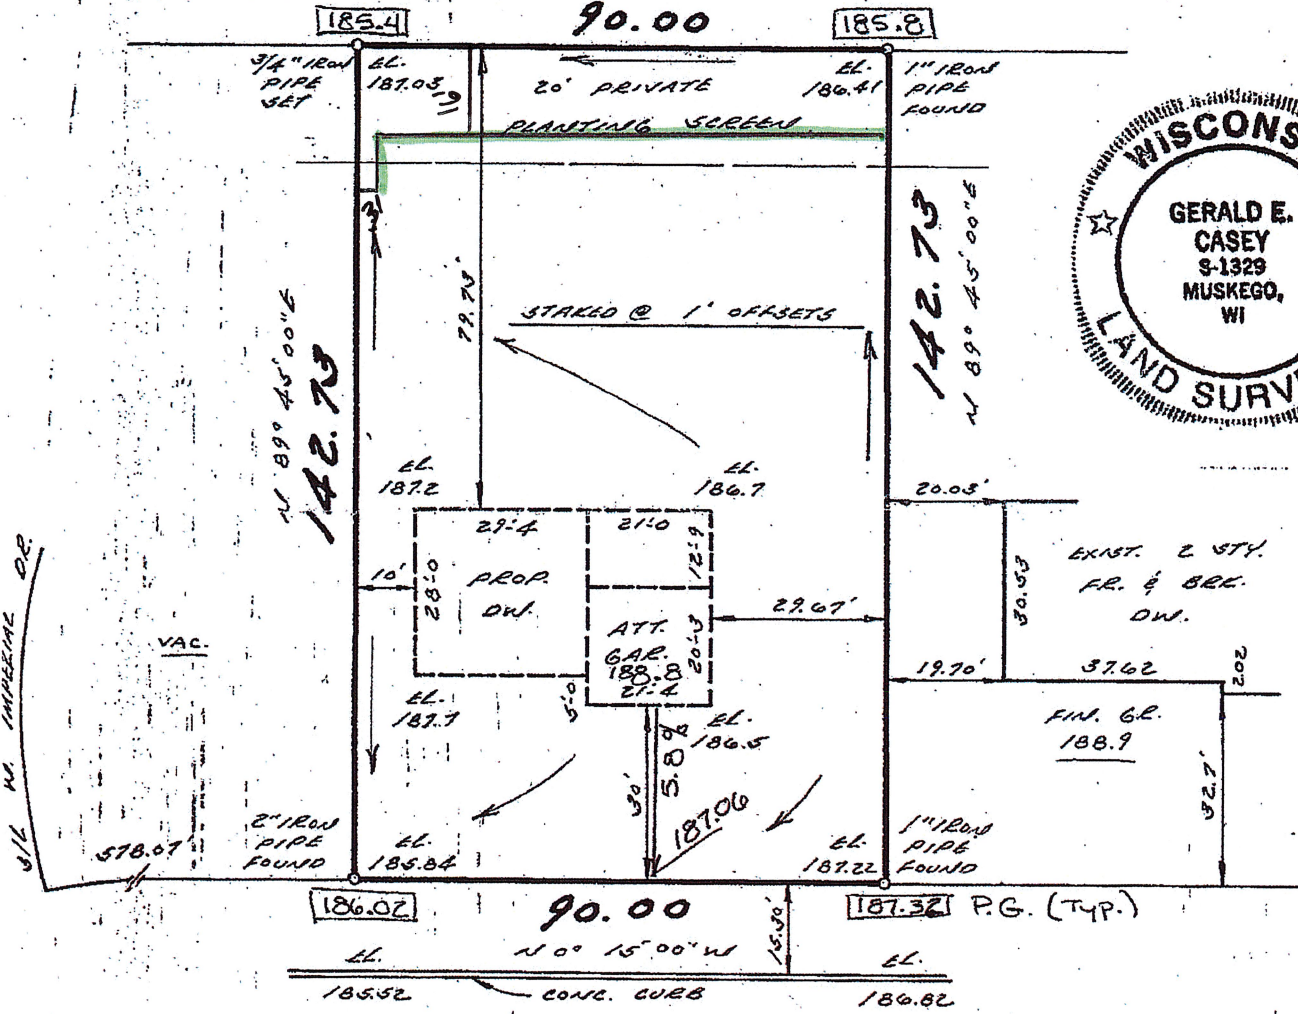 185.4
90.00
185.8
3/4" IRON
PIPE
SET
EL.
187.03
20' PRIVATE
EL.
186.41
1" IRON
PIPE
FOUND
PLANTING SCREEN
3'
79.73'
STAKED @ 1' OFFSETS
N 89° 45' 00" E
142.73
142.73
N 89° 45' 00" E
WISCONS
GERALD E.
CASEY
S-1329
MUSKEGO,
WI
LAND SURVE
EL.
187.2
EL.
186.7
29'-4
21'-0
12'-9
28'-0
10'
PROP.
DW.
ATT.
GAR.
188.8
21'-4
20'-3
5'-0
29.67'
20.03'
30.53
EXIST. 2 STY.
FR. & BRK.
DW.
19.70'
37.62
2.02
FIN. GR.
188.9
32.7'
S/L W. IMPERIAL DR.
VAC.
578.07'
EL.
187.7
EL.
186.5
30'
5.8%
187.06
2" IRON
PIPE
FOUND
EL.
185.84
EL.
187.22
1" IRON
PIPE
FOUND
186.02
90.00
187.32 P.G. (TYP.)
N 0° 15' 00" W
15.30'
EL.
185.52
CONC. CURB
EL.
186.82